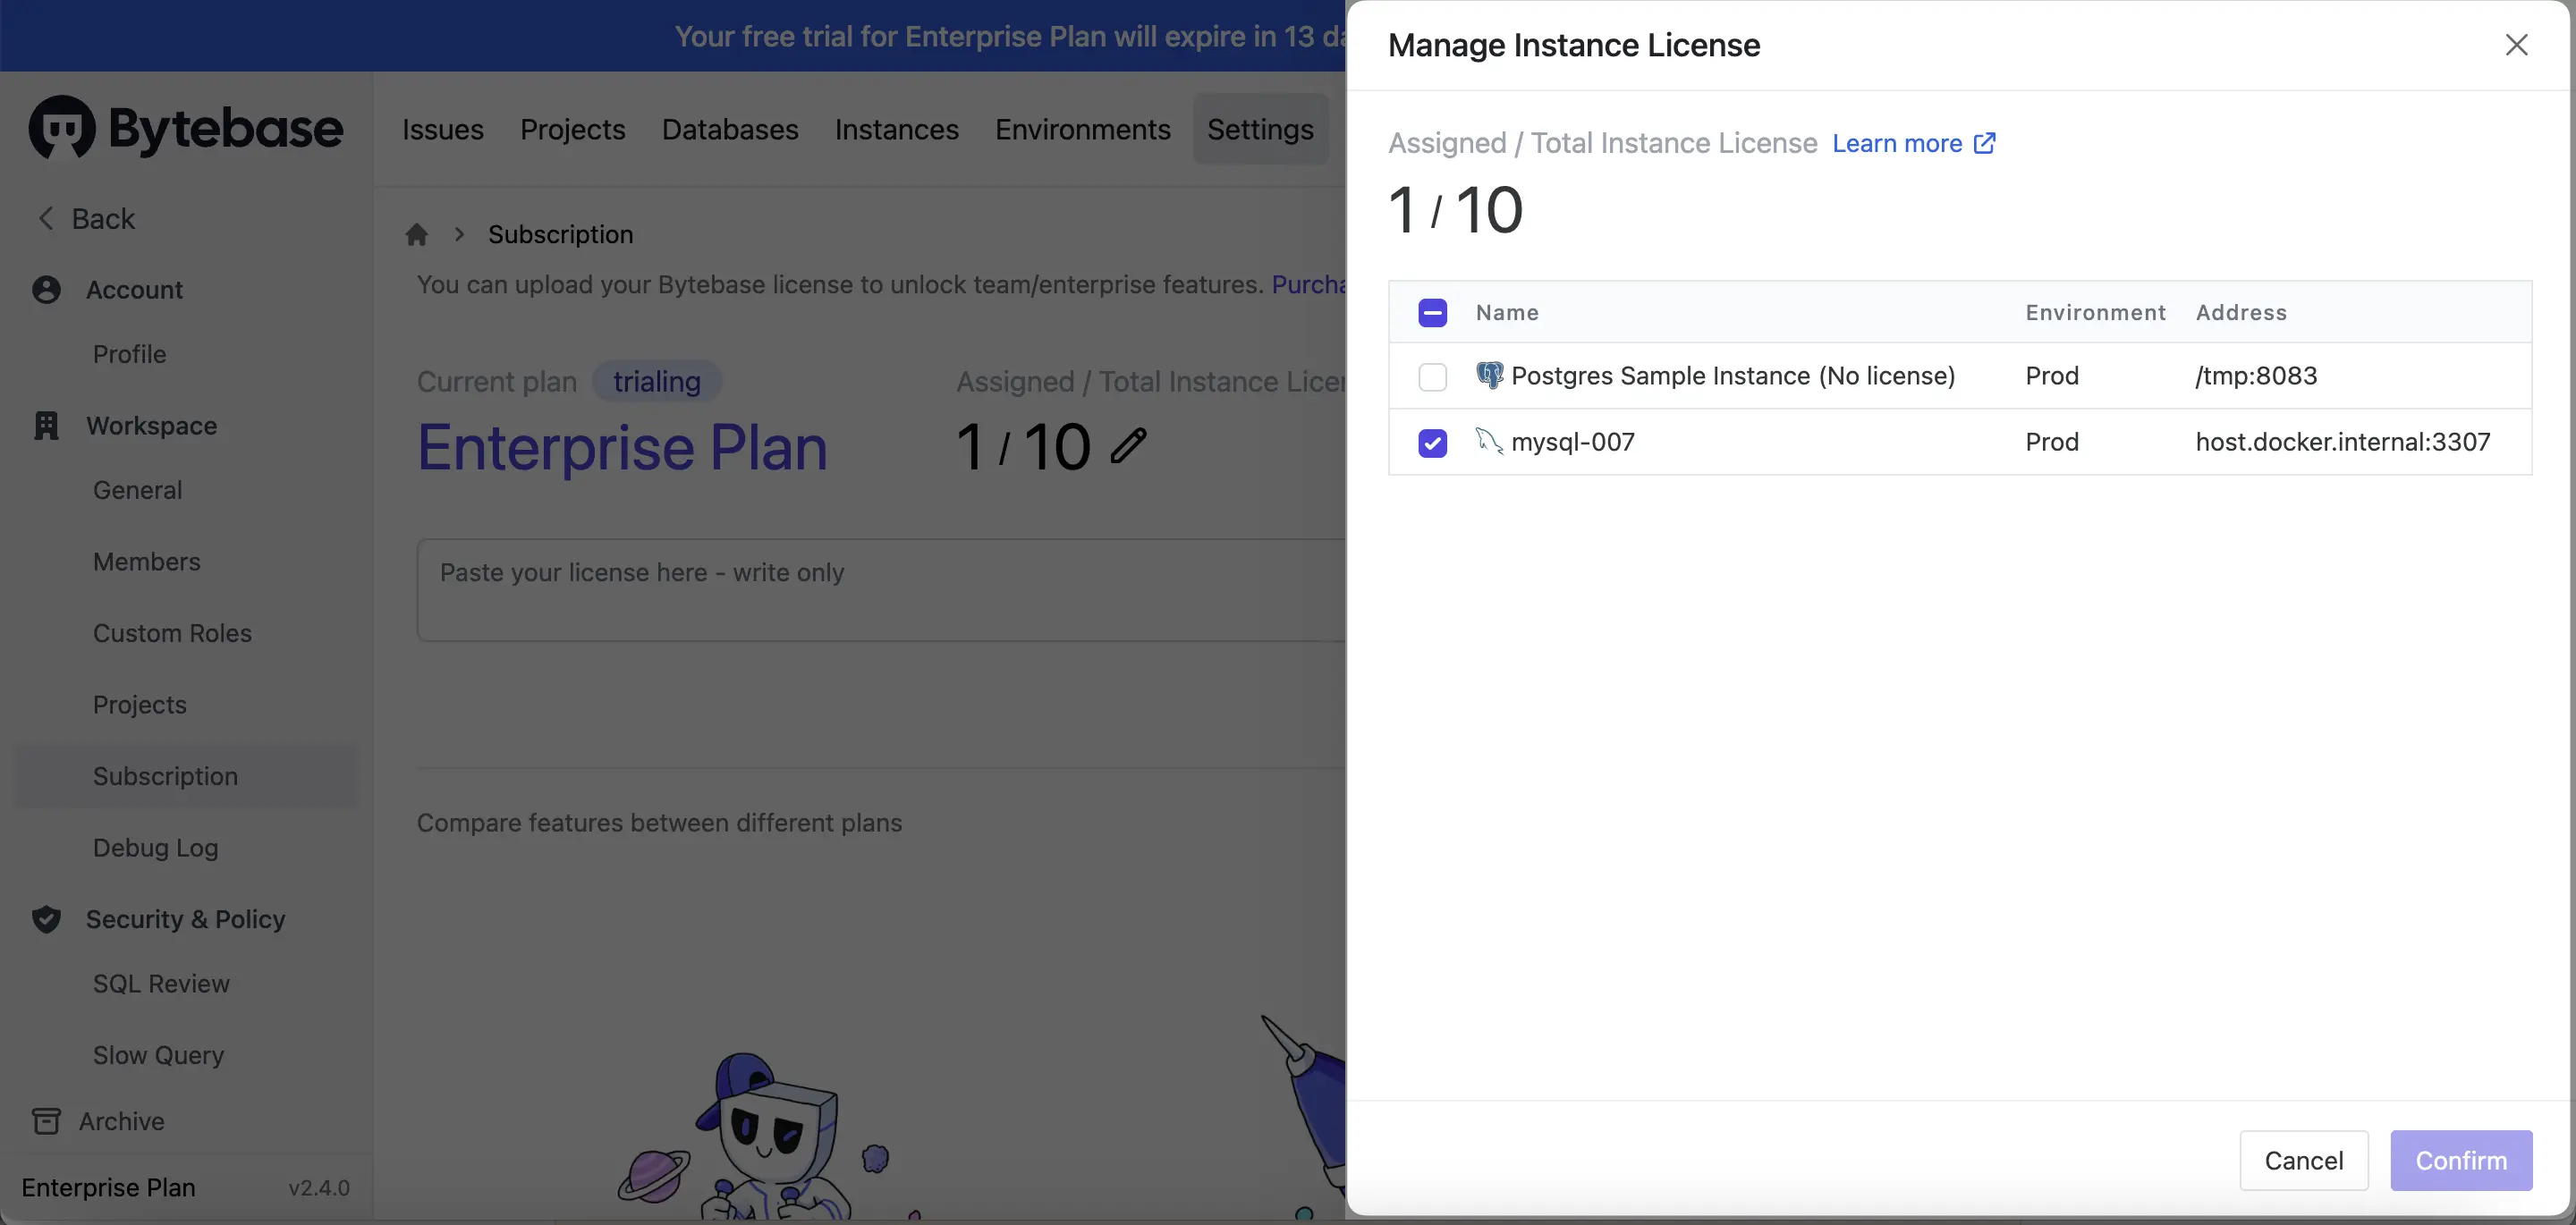 Your free trial for Enterprise Plan will expire in 13
Bytebase
Issues Projects Databases Instances Environments Settings
Back
Account
Profile
Workspace
General
Members
Custom Roles
Projects
Subscription
Debug Log
Security & Policy
SQL Review
Slow Query
Archive
Enterprise Plan v2.4.0
Subscription
You can upload your Bytebase license to unlock team/enterprise features.
Current plan trialing
Enterprise Plan
Assigned / Total Instance
1 / 10
Paste your license here - write only
Compare features between different plans
Manage Instance License
Assigned / Total Instance License Learn more
1 / 10
Name Environment Address
Postgres Sample Instance (No license) Prod /tmp:8083
mysql-007 Prod host.docker.internal:3307
Cancel Confirm